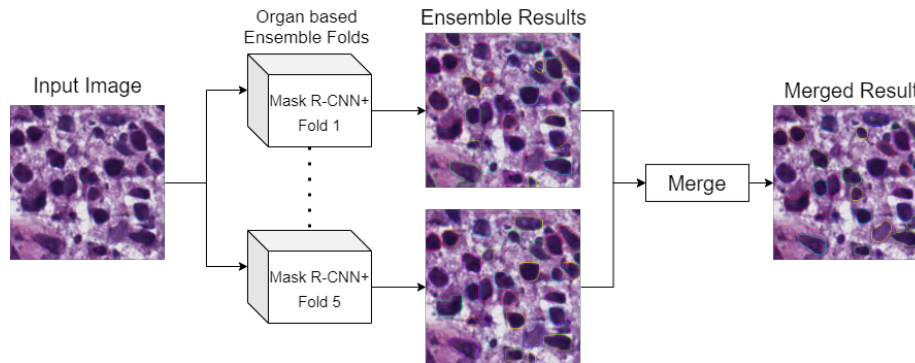 Organ based
Ensemble Folds
Ensemble Results
Input Image
Mask R-CNN+
Fold 1
Merged Result
Merge
Mask R-CNN+
Fold 5